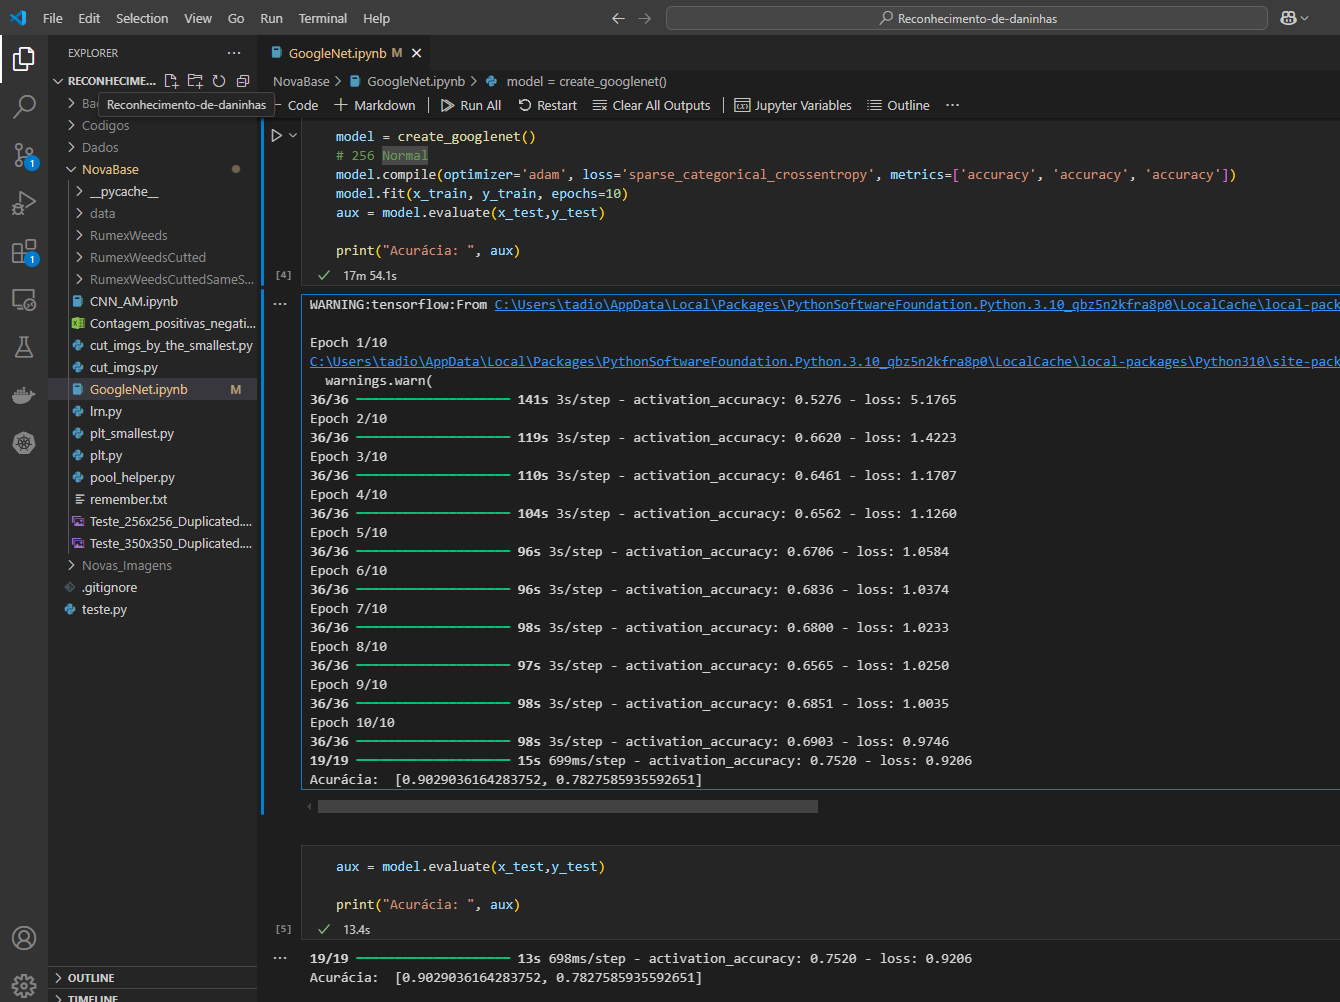 File Edit Selection View Go Run Terminal Help
Reconhecimento-de-daninhas
EXPLORER
RECONHECIME...
Reconhecimento-de-daninhas
Codigos
Dados
NovaBase
__pycache__
data
RumexWeeds
RumexWeedsCutted
RumexWeedsCuttedSameS...
CNN_AM.ipynb
Contagem_positivas_negati...
cut_imgs_by_the_smallest.py
cut_imgs.py
GoogleNet.ipynb M
lrn.py
plt_smallest.py
plt.py
pool_helper.py
remember.txt
Teste_256x256_Duplicated....
Teste_350x350_Duplicated....
Novas_Imagens
.gitignore
teste.py
OUTLINE
TIMELINE
1
1
GoogleNet.ipynb M
NovaBase > GoogleNet.ipynb > model = create_googlenet()
Code + Markdown | Run All Restart Clear All Outputs | Jupyter Variables Outline ...
model = create_googlenet()
# 256 Normal
model.compile(optimizer='adam', loss='sparse_categorical_crossentropy', metrics=['accuracy', 'accuracy', 'accuracy'])
model.fit(x_train, y_train, epochs=10)
aux = model.evaluate(x_test,y_test)
print("Acurácia: ", aux)
[4] 17m 54.1s
WARNING:tensorflow:From C:\Users\tadio\AppData\Local\Packages\PythonSoftwareFoundation.Python.3.10_qbz5n2kfra8p0\LocalCache\local-pack
Epoch 1/10
C:\Users\tadio\AppData\Local\Packages\PythonSoftwareFoundation.Python.3.10_qbz5n2kfra8p0\LocalCache\local-packages\Python310\site-pack
warnings.warn(
36/36 141s 3s/step - activation_accuracy: 0.5276 - loss: 5.1765
Epoch 2/10
36/36 119s 3s/step - activation_accuracy: 0.6620 - loss: 1.4223
Epoch 3/10
36/36 110s 3s/step - activation_accuracy: 0.6461 - loss: 1.1707
Epoch 4/10
36/36 104s 3s/step - activation_accuracy: 0.6562 - loss: 1.1260
Epoch 5/10
36/36 96s 3s/step - activation_accuracy: 0.6706 - loss: 1.0584
Epoch 6/10
36/36 96s 3s/step - activation_accuracy: 0.6836 - loss: 1.0374
Epoch 7/10
36/36 98s 3s/step - activation_accuracy: 0.6800 - loss: 1.0233
Epoch 8/10
36/36 97s 3s/step - activation_accuracy: 0.6565 - loss: 1.0250
Epoch 9/10
36/36 98s 3s/step - activation_accuracy: 0.6851 - loss: 1.0035
Epoch 10/10
36/36 98s 3s/step - activation_accuracy: 0.6903 - loss: 0.9746
19/19 15s 699ms/step - activation_accuracy: 0.7520 - loss: 0.9206
Acurácia:  [0.9029036164283752, 0.7827585935592651]
aux = model.evaluate(x_test,y_test)
print("Acurácia: ", aux)
[5] 13.4s
19/19 13s 698ms/step - activation_accuracy: 0.7520 - loss: 0.9206
Acurácia:  [0.9029036164283752, 0.7827585935592651]